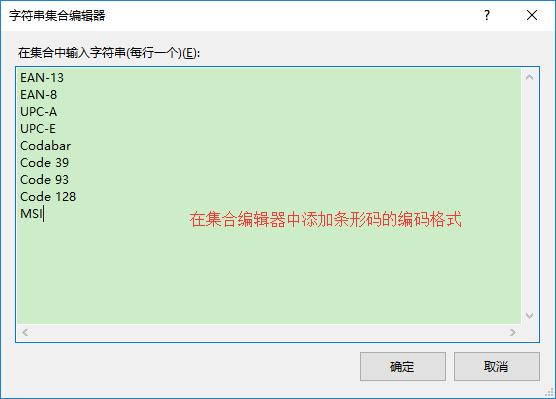 字符串集合编辑器
?
在集合中输入字符串(每行一个)(E):
EAN-13
EAN-8
UPC-A
UPC-E
Codabar
Code 39
Code 93
Code 128
MSI
在集合编辑器中添加条形码的编码格式
确定
取消